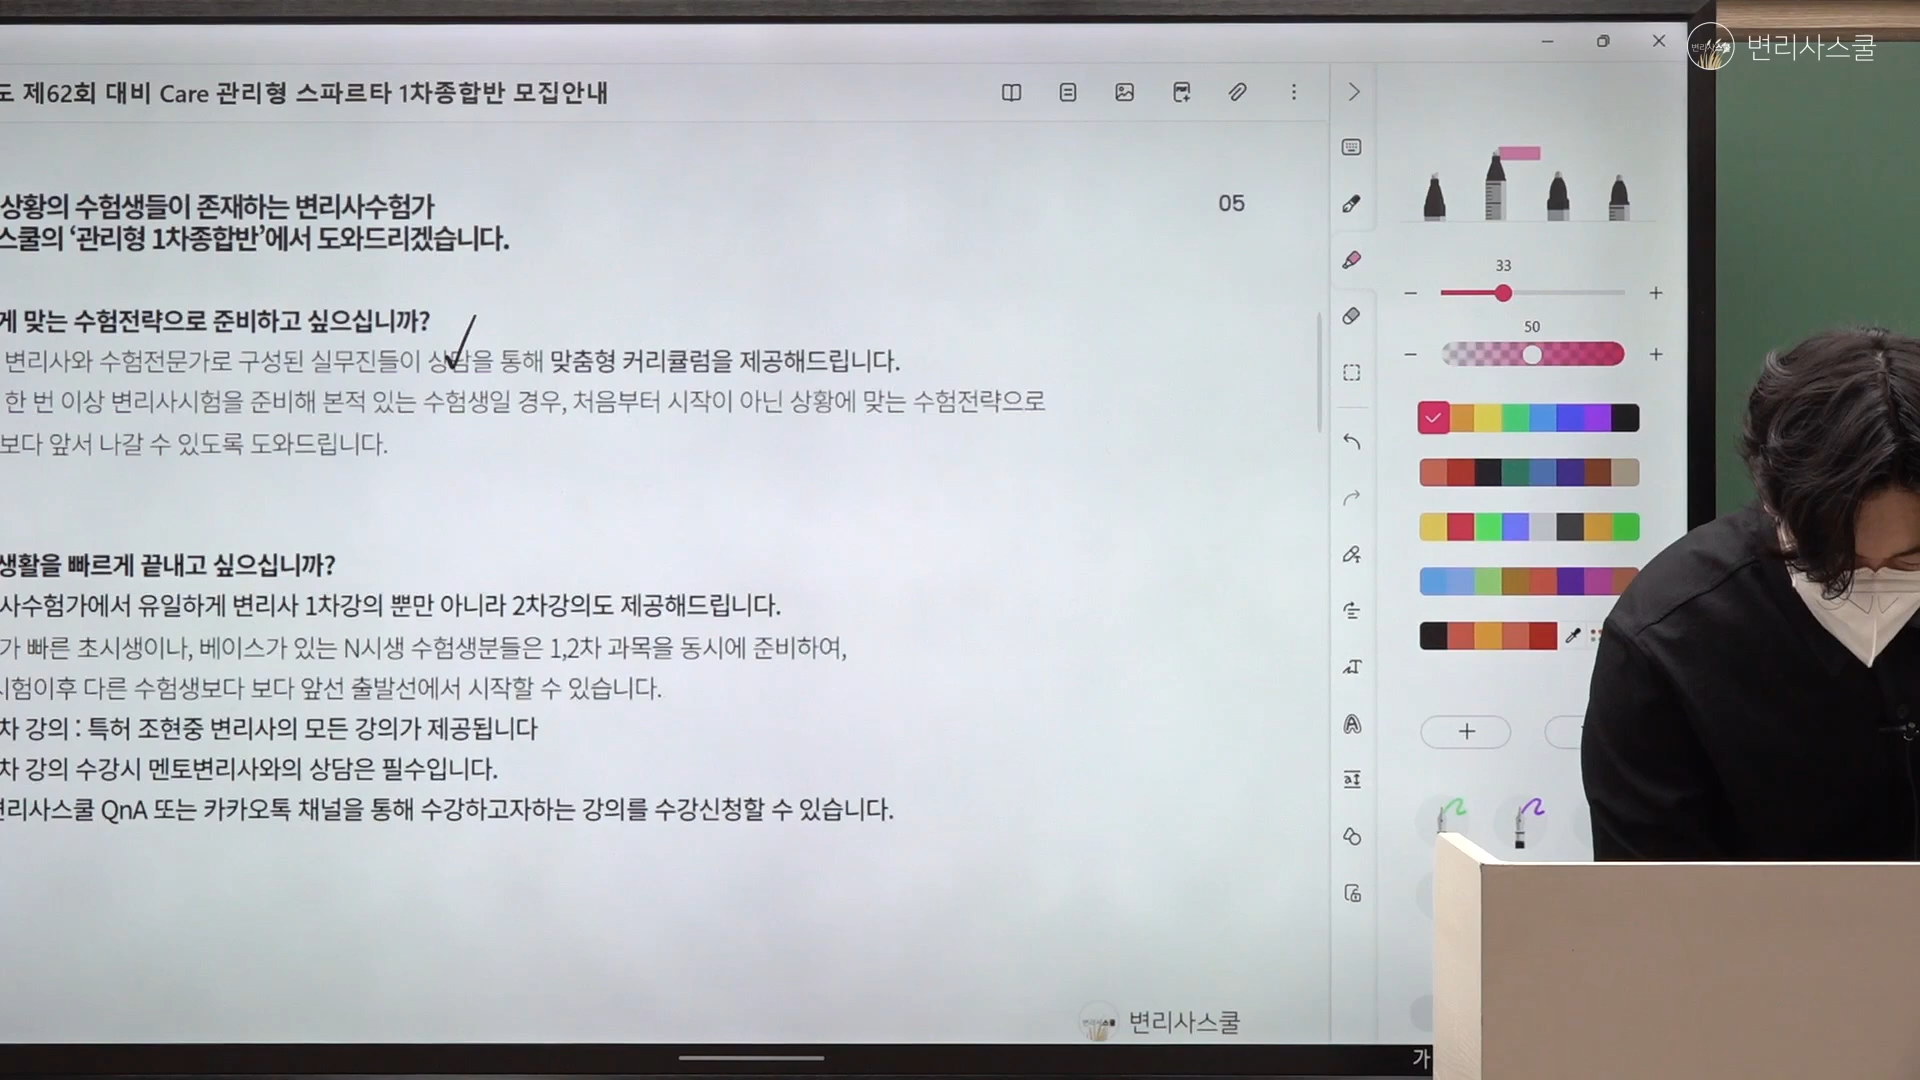 변리사스쿨
도 제62회 대비 Care 관리형 스파르타 1차종합반 모집안내
05
상황의 수험생들이 존재하는 변리사수험가
스쿨의 ‘관리형 1차종합반’에서 도와드리겠습니다.
게 맞는 수험전략으로 준비하고 싶으십니까?
변리사와 수험전문가로 구성된 실무진들이 상담을 통해 맞춤형 커리큘럼을 제공해드립니다.
한 번 이상 변리사시험을 준비해 본적 있는 수험생일 경우, 처음부터 시작이 아닌 상황에 맞는 수험전략으로
보다 앞서 나갈 수 있도록 도와드립니다.
생활을 빠르게 끝내고 싶으십니까?
사수험가에서 유일하게 변리사 1차강의 뿐만 아니라 2차강의도 제공해드립니다.
가 빠른 초시생이나, 베이스가 있는 N시생 수험생분들은 1,2차 과목을 동시에 준비하여,
시험이후 다른 수험생보다 보다 앞선 출발선에서 시작할 수 있습니다.
차 강의 : 특허 조현중 변리사의 모든 강의가 제공됩니다
차 강의 수강시 멘토변리사와의 상담은 필수입니다.
변리사스쿨 QnA 또는 카카오톡 채널을 통해 수강하고자하는 강의를 수강신청할 수 있습니다.
33
50
변리사스쿨
가